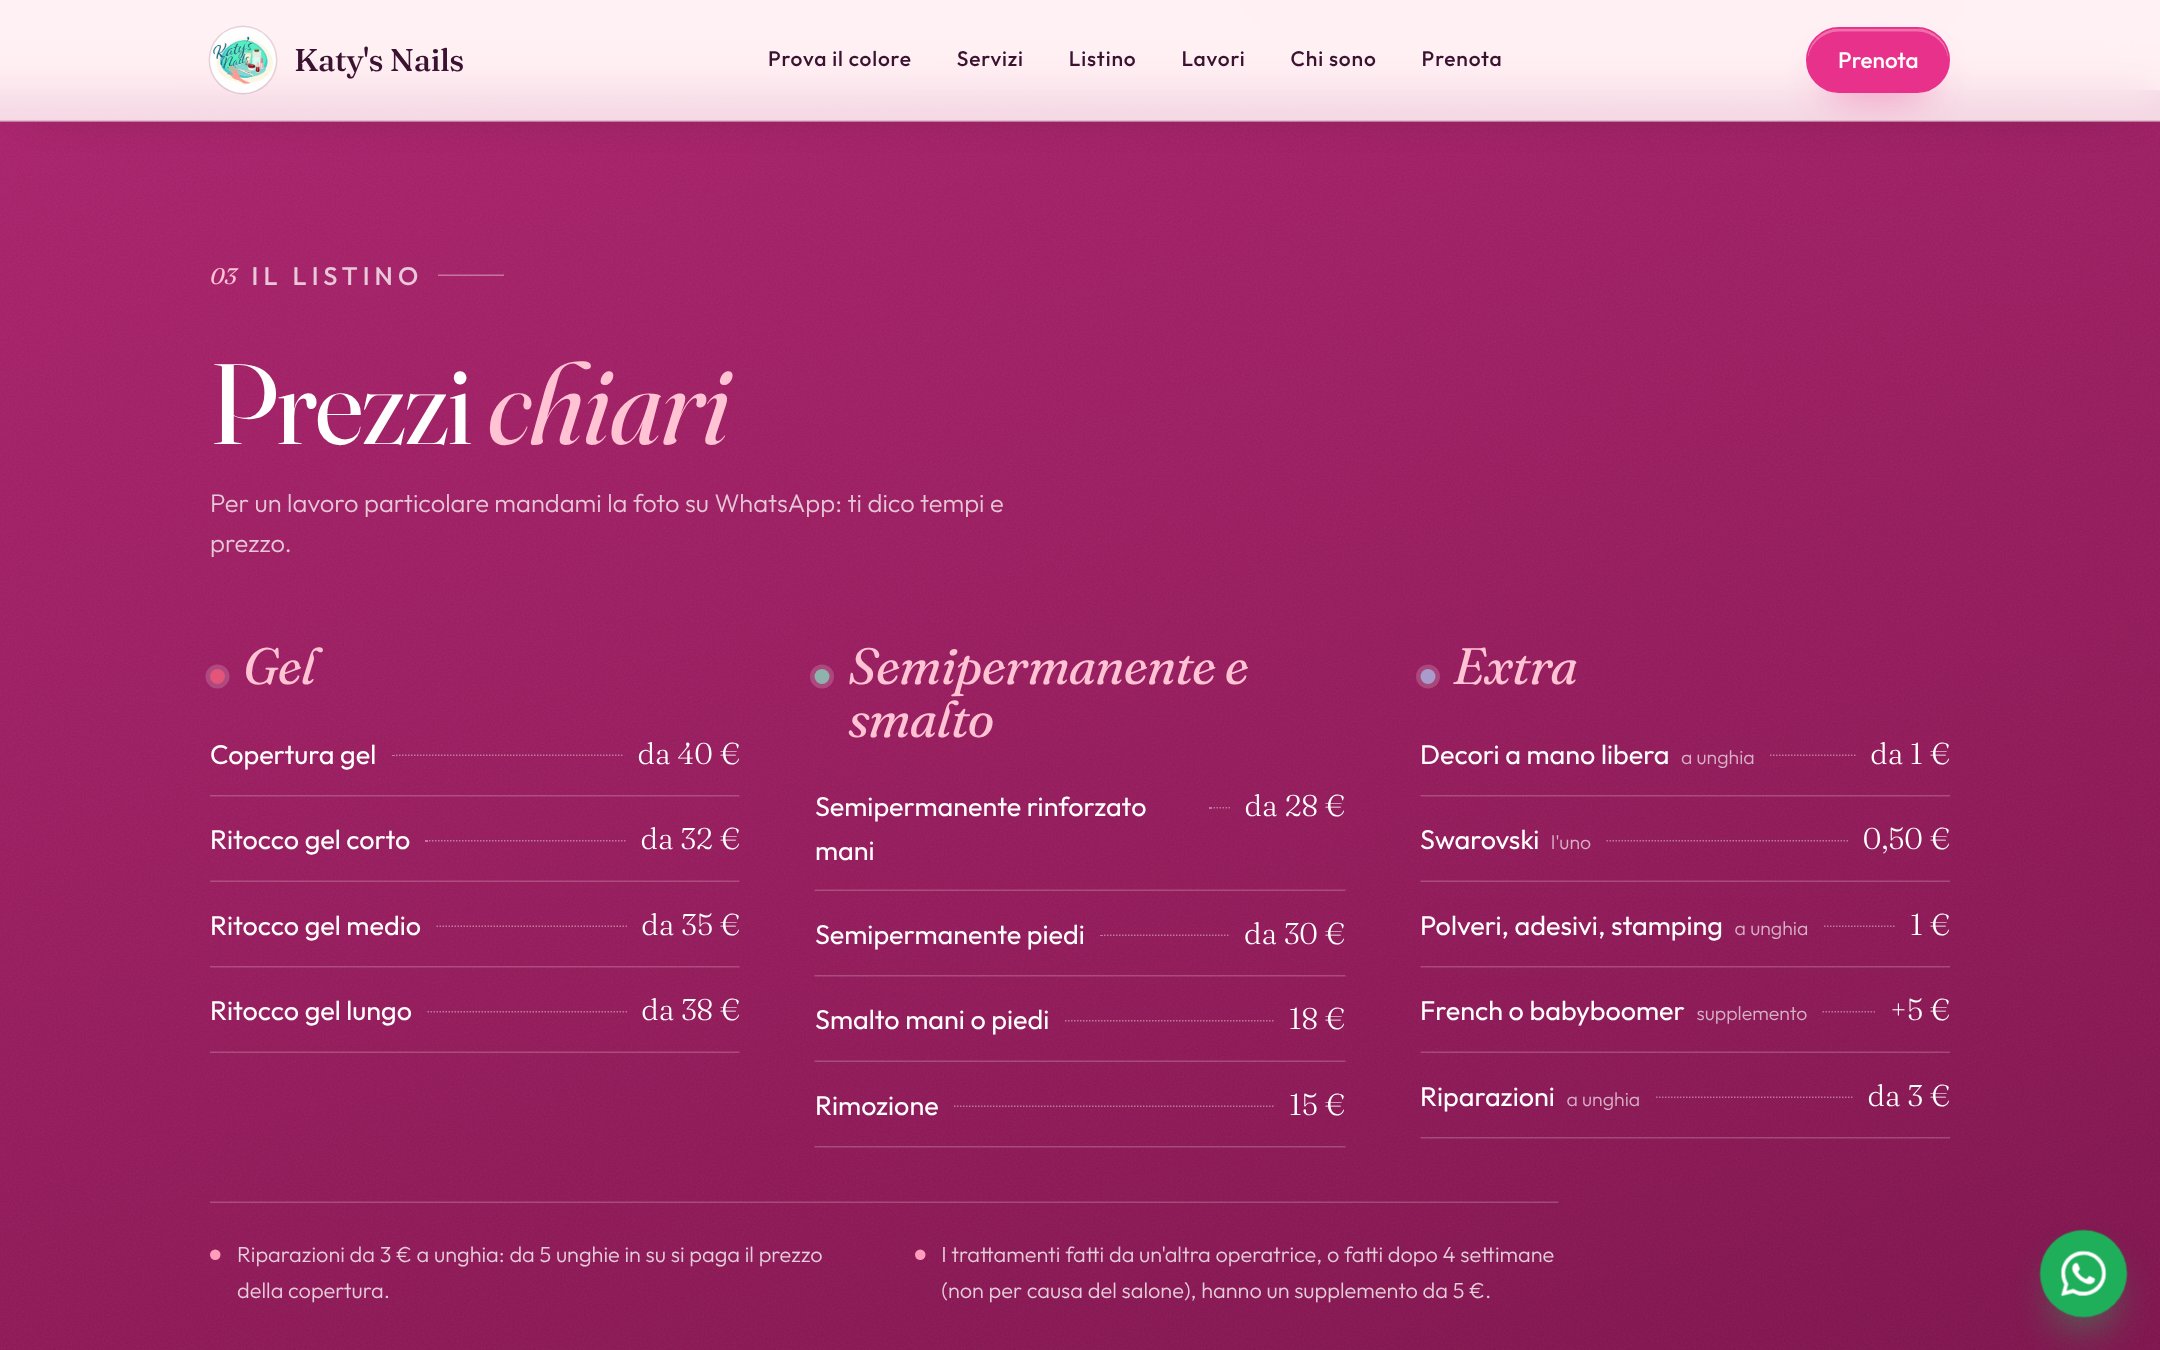 Katy's Nails
Katy's Nails
Prova il colore
Servizi
Listino
Lavori
Chi sono
Prenota
Prenota
03 IL LISTINO
Prezzi chiari
Per un lavoro particolare mandami la foto su WhatsApp: ti dico tempi e
prezzo.
Gel
Copertura gel da 40 €
Ritocco gel corto da 32 €
Ritocco gel medio da 35 €
Ritocco gel lungo da 38 €
Semipermanente e
smalto
Semipermanente rinforzato da 28 €
mani
Semipermanente piedi da 30 €
Smalto mani o piedi 18 €
Rimozione 15 €
Extra
Decori a mano libera a unghia da 1 €
Swarovski l'uno 0,50 €
Polveri, adesivi, stamping a unghia 1 €
French o babyboomer supplemento +5 €
Riparazioni a unghia da 3 €
Riparazioni da 3 € a unghia: da 5 unghie in su si paga il prezzo
della copertura.
I trattamenti fatti da un'altra operatrice, o fatti dopo 4 settimane
(non per causa del salone), hanno un supplemento da 5 €.